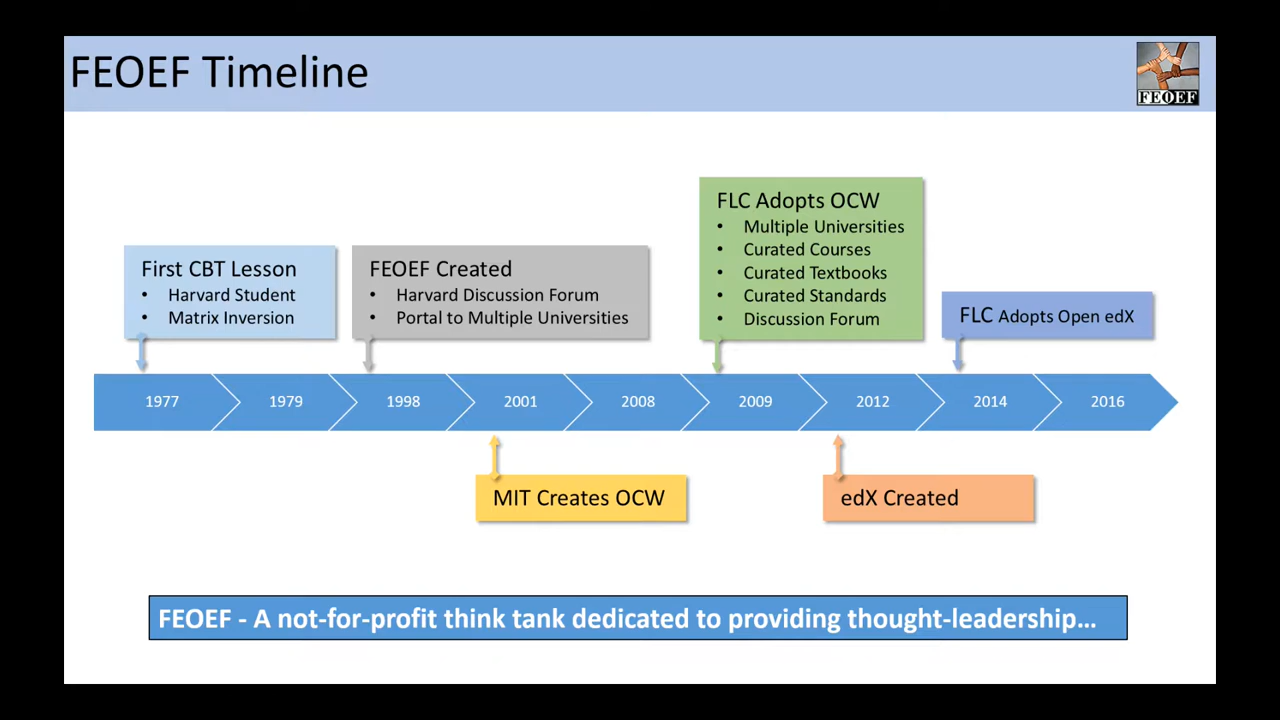 FEOEF Timeline
FEOEF
First CBT Lesson
• Harvard Student
• Matrix Inversion
FEOEF Created
• Harvard Discussion Forum
• Portal to Multiple Universities
FLC Adopts OCW
• Multiple Universities
• Curated Courses
• Curated Textbooks
• Curated Standards
• Discussion Forum
FLC Adopts Open edX
1977 1979 1998 2001 2008 2009 2012 2014 2016
MIT Creates OCW
edX Created
FEOEF - A not-for-profit think tank dedicated to providing thought-leadership…